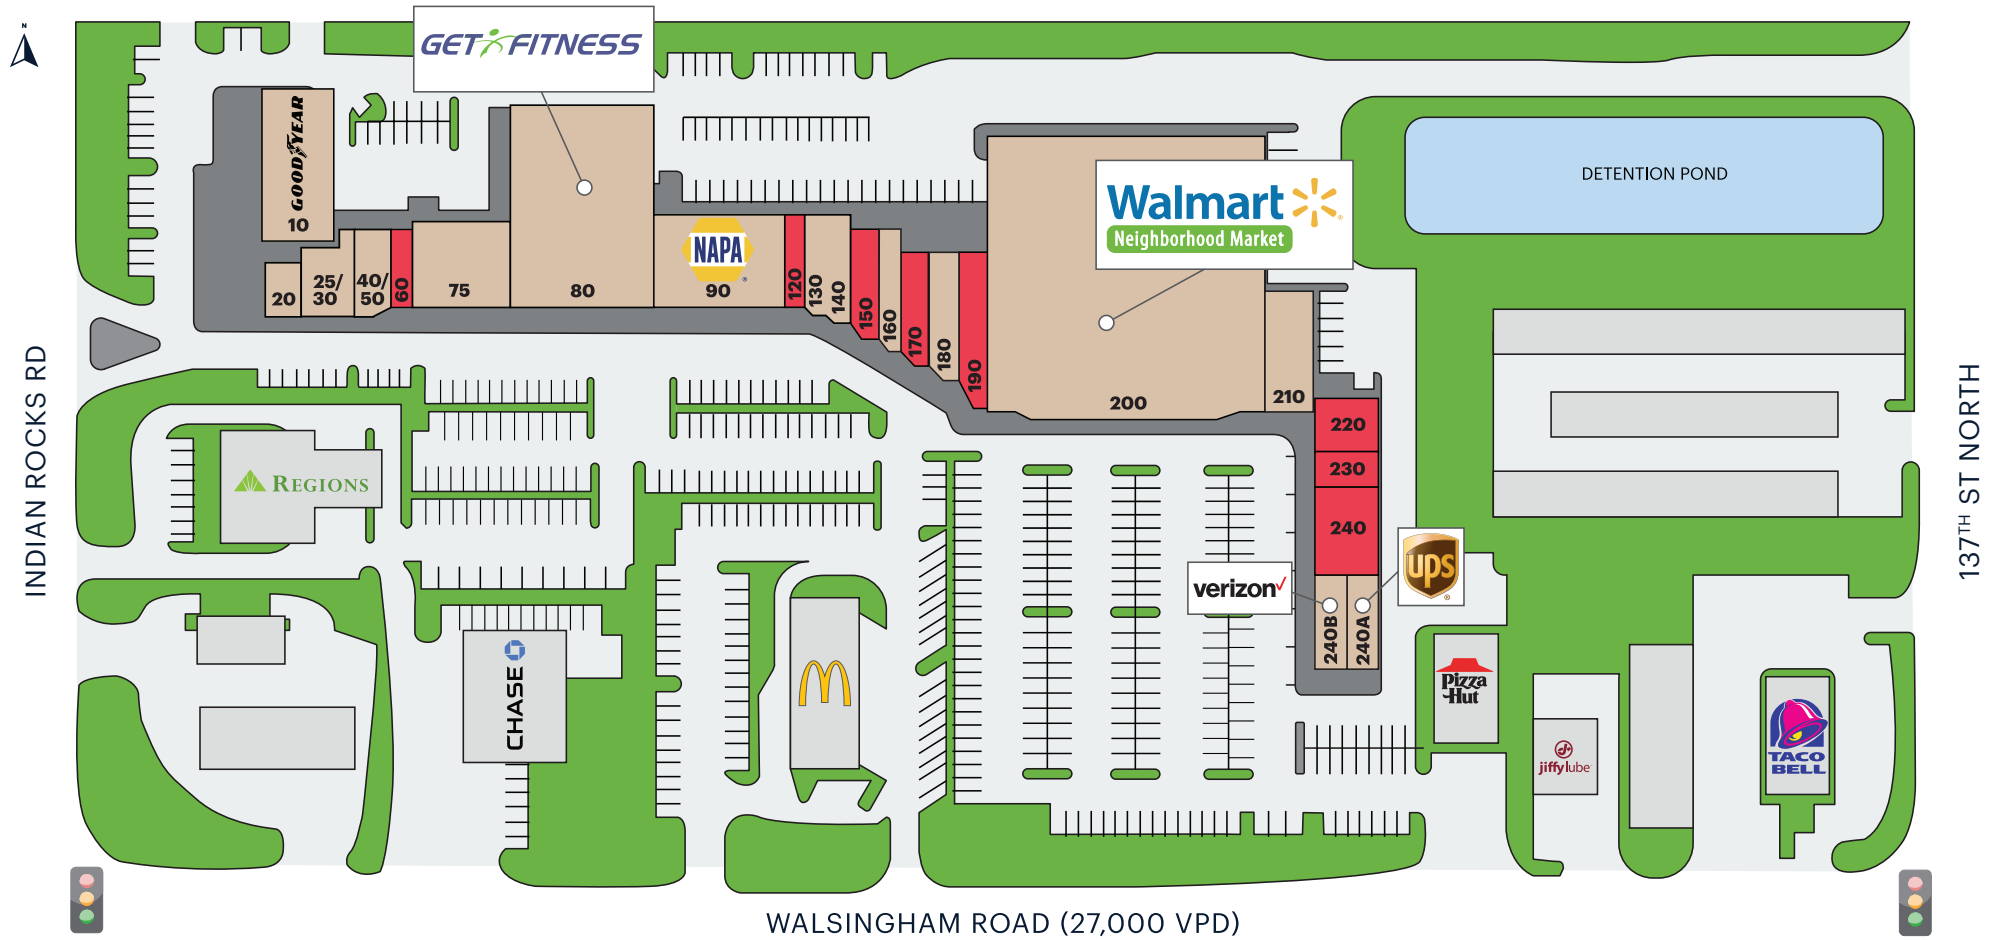 N
GET FITNESS
GOODYEAR
10
20
25/
30
40/
50
60
75
80
NAPA
90
120
130
140
150
160
170
180
190
Walmart
Neighborhood Market
200
210
220
230
240
240B
240A
verizon
ups
DETENTION POND
INDIAN ROCKS RD
137TH ST NORTH
REGIONS
CHASE
Pizza
Hut
jiffylube
TACO
BELL
WALSINGHAM ROAD (27,000 VPD)